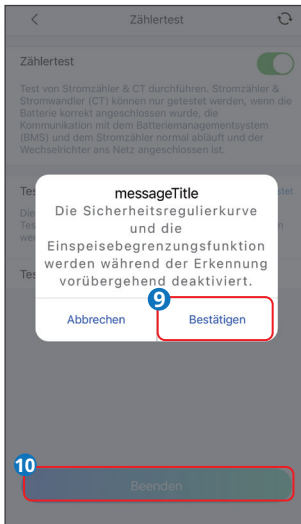 Zählertest
Zählertest
Test von Stromzähler & CT durchführen. Stromzähler &
Stromwandler (CT) können nur getestet werden, wenn die
Batterie korrekt angeschlossen wurde, die
Kommunikation mit dem Batteriemanagementsystem
(BMS) und dem Stromzähler normal abläuft und der
Wechselrichter ans Netz angeschlossen ist.
messageTitle
Die Sicherheitsregulierkurve
und die
Einspeisebegrenzungsfunktion
werden während der Erkennung
vorübergehend deaktiviert.
9
Abbrechen Bestätigen
10
Beenden